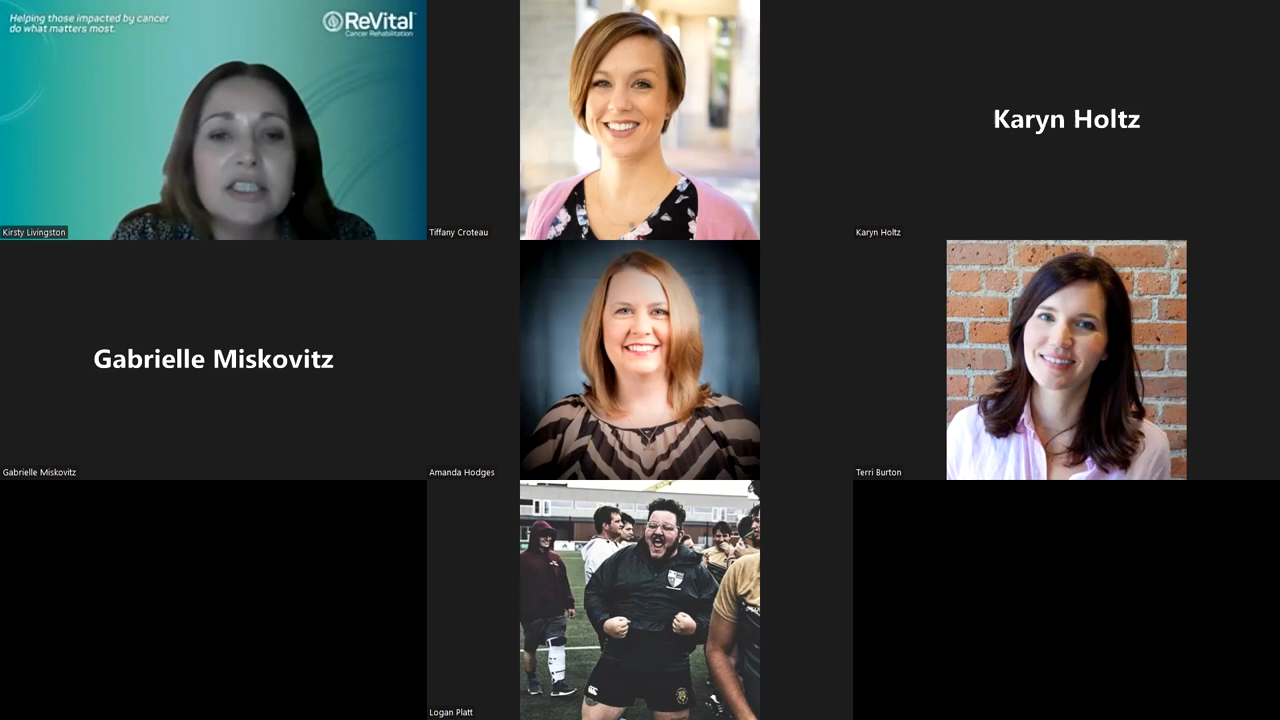 Helping those impacted by cancer
do what matters most.
ReVital
Cancer Rehabilitation
Kirsty Livingston
Tiffany Croteau
Karyn Holtz
Karyn Holtz
Gabrielle Miskovitz
Gabrielle Miskovitz
Amanda Hodges
Terri Burton
Logan Platt